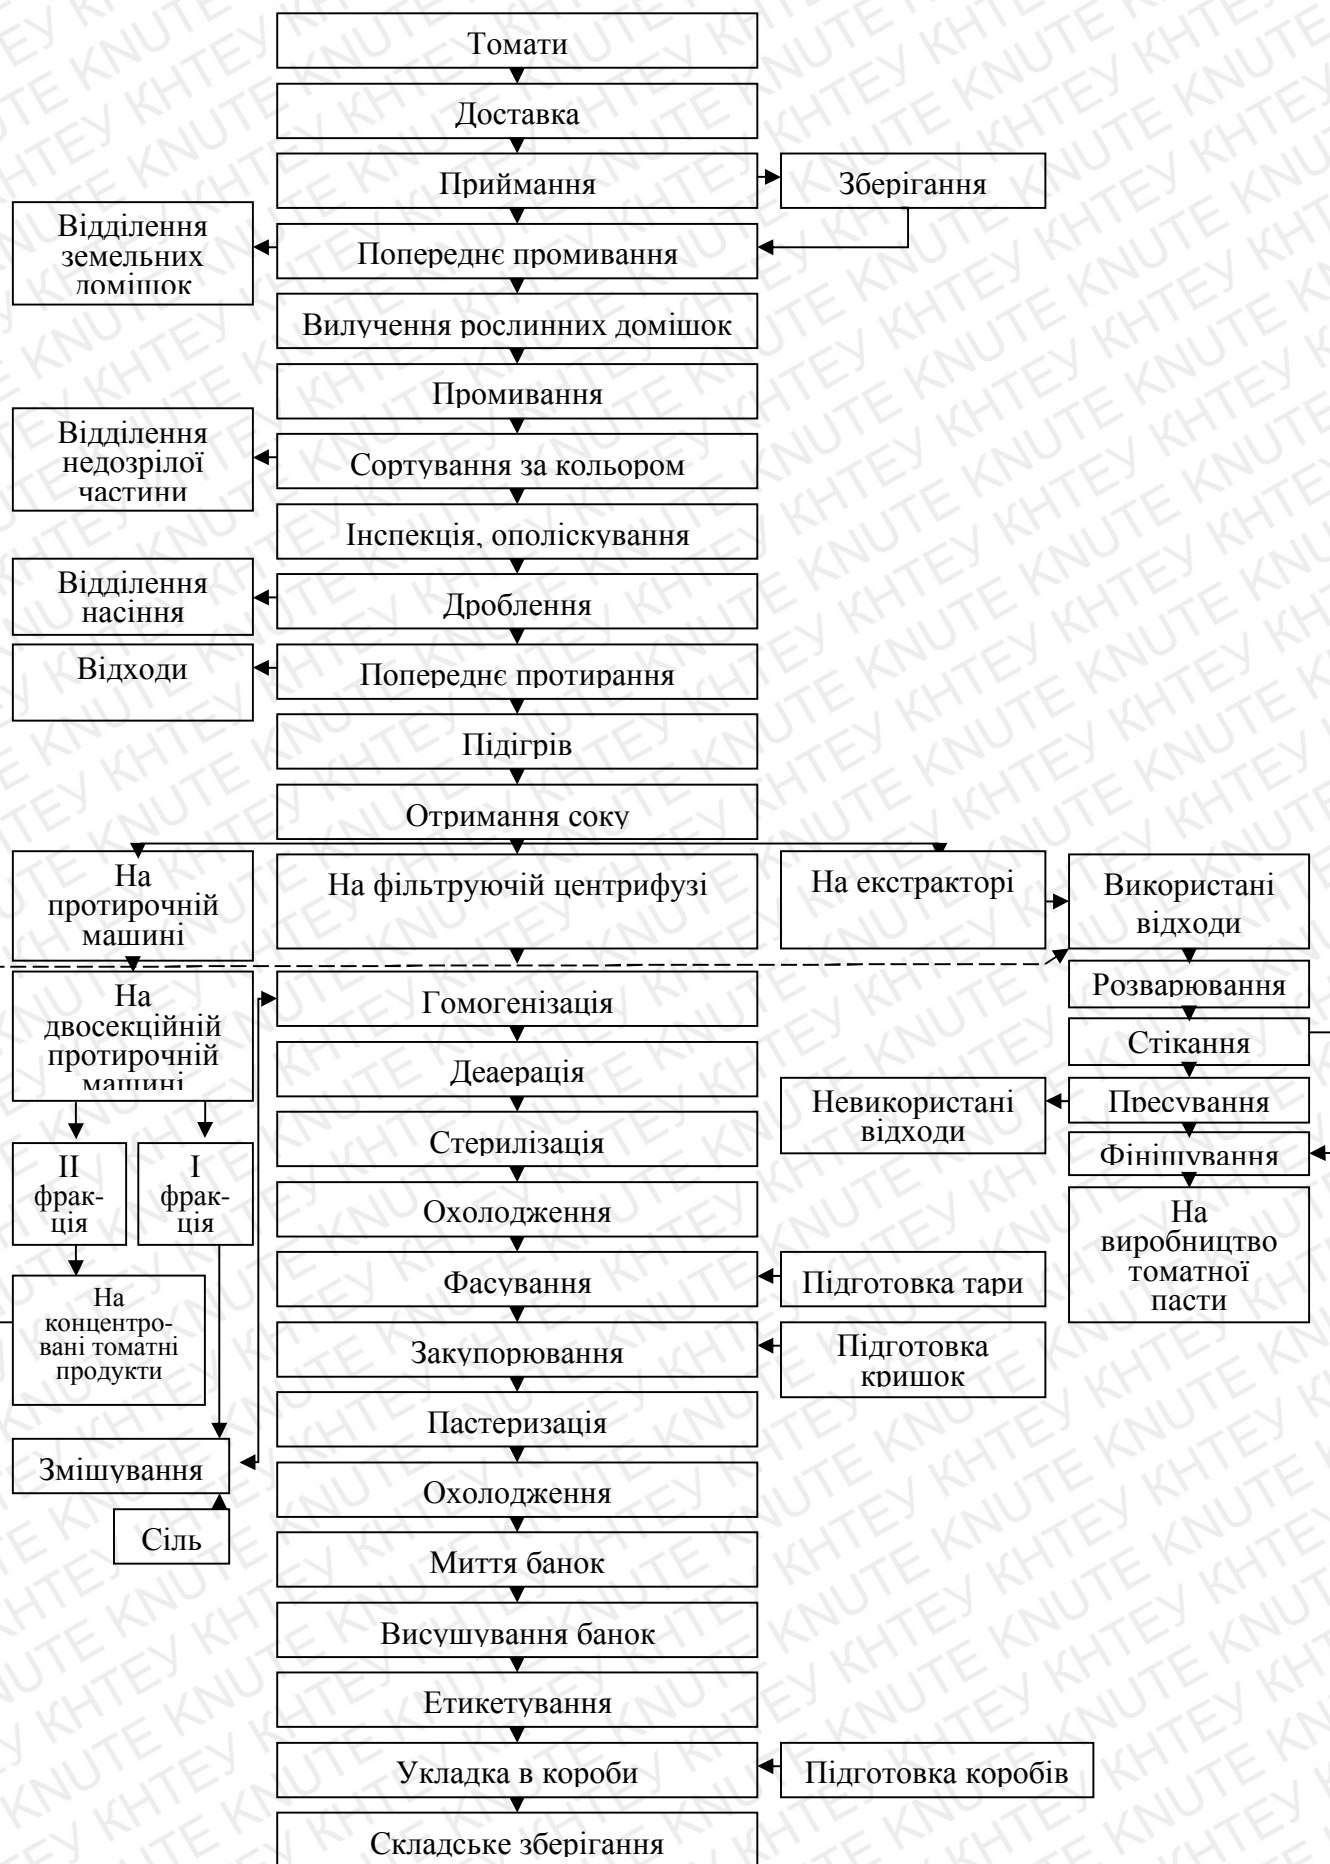 Томати
Доставка
Приймання
Зберігання
Відділення
земельних
домішок
Попереднє промивання
Вилучення рослинних домішок
Промивання
Відділення
недозрілої
частини
Сортування за кольором
Інспекція, ополіскування
Відділення
насіння
Дроблення
Відходи
Попереднє протирання
Підігрів
Отримання соку
На
протирочній
машині
На фільтруючій центрифузі
На екстракторі
Використані
відходи
На
двосекційній
протирочній
машині
Гомогенізація
Розварювання
Стікання
Деаерація
Невикористані
відходи
Пресування
Стерилізація
Фінішування
ІІ
фрак-
ція
І
фрак-
ція
Охолодження
На
виробництво
томатної
пасти
Фасування
Підготовка тари
На
концентро-
вані томатні
продукти
Закупорювання
Підготовка
кришок
Пастеризація
Змішування
Охолодження
Сіль
Миття банок
Висушування банок
Етикетування
Укладка в короби
Підготовка коробів
Складське зберігання